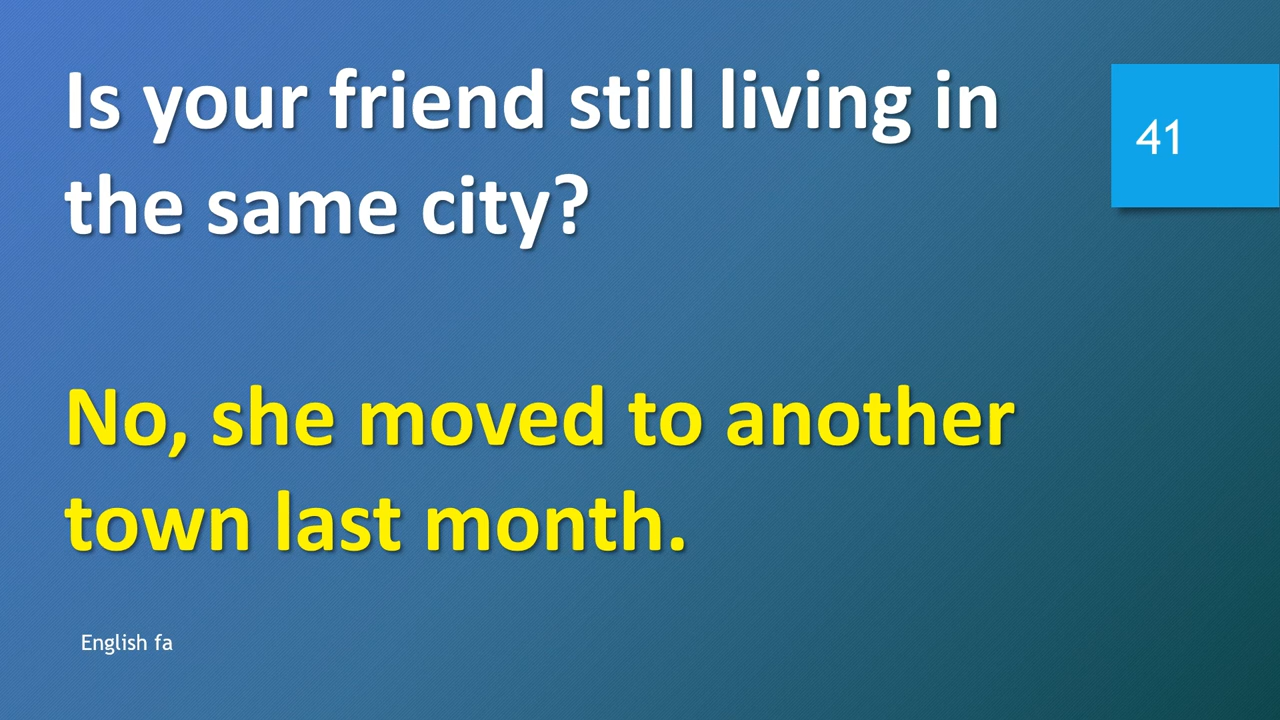 Is your friend still living in
the same city?
41
No, she moved to another
town last month.
English fa